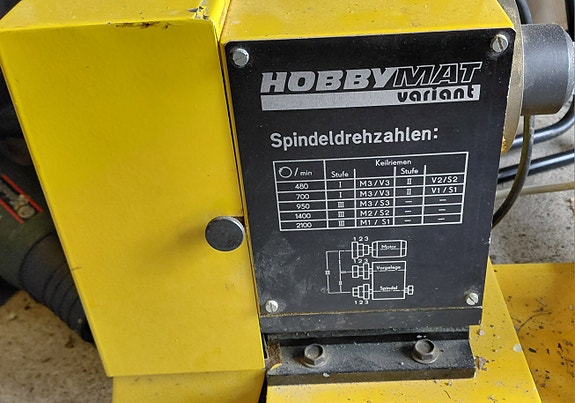 HOBBYMAT
variant
Spindeldrehzahlen:
Keilriemen
/min Stufe Stufe
480 I M3/V3 II V2/S2
700 I M3/V3 II V1/S1
950 III M3/S3 – –
1400 III M2/S2 – –
2100 III M1/S1 – –
1 2 3
Motor
II III
1 2 3
Vorgelege
Spindel
1 2 3